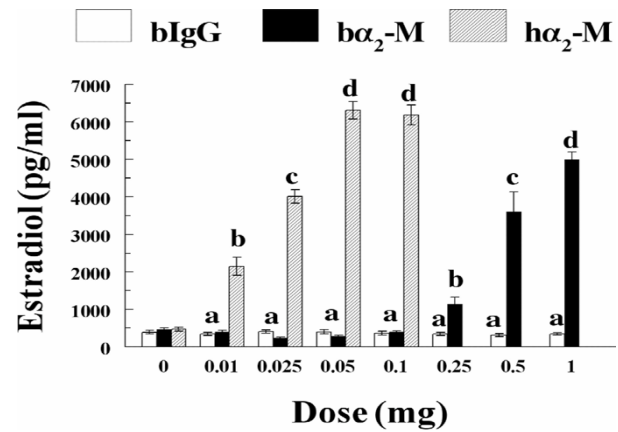 bIgG bα₂-M hα₂-M
Estradiol (pg/ml)
7000
6000
5000
4000
3000
2000
1000
0
a b a c a d a d a b a c a d
0 0.01 0.025 0.05 0.1 0.25 0.5 1
Dose (mg)